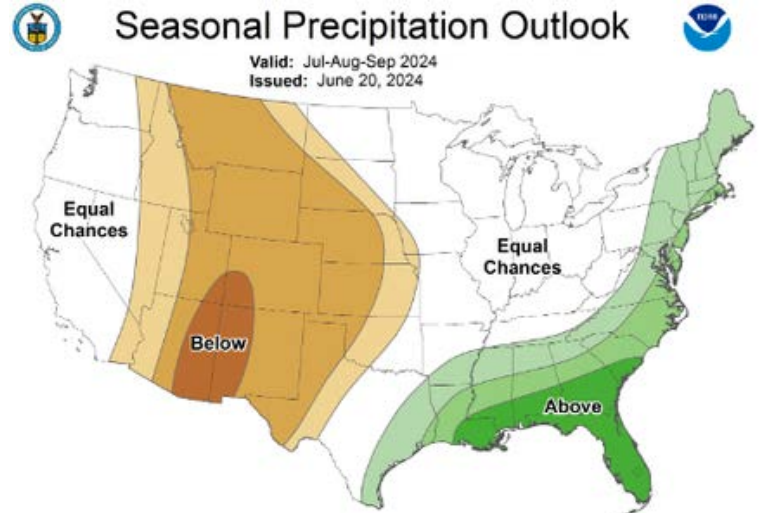 Seasonal Precipitation Outlook
Valid: Jul-Aug-Sep 2024
Issued: June 20, 2024
Equal
Chances
Equal
Chances
Below
Above